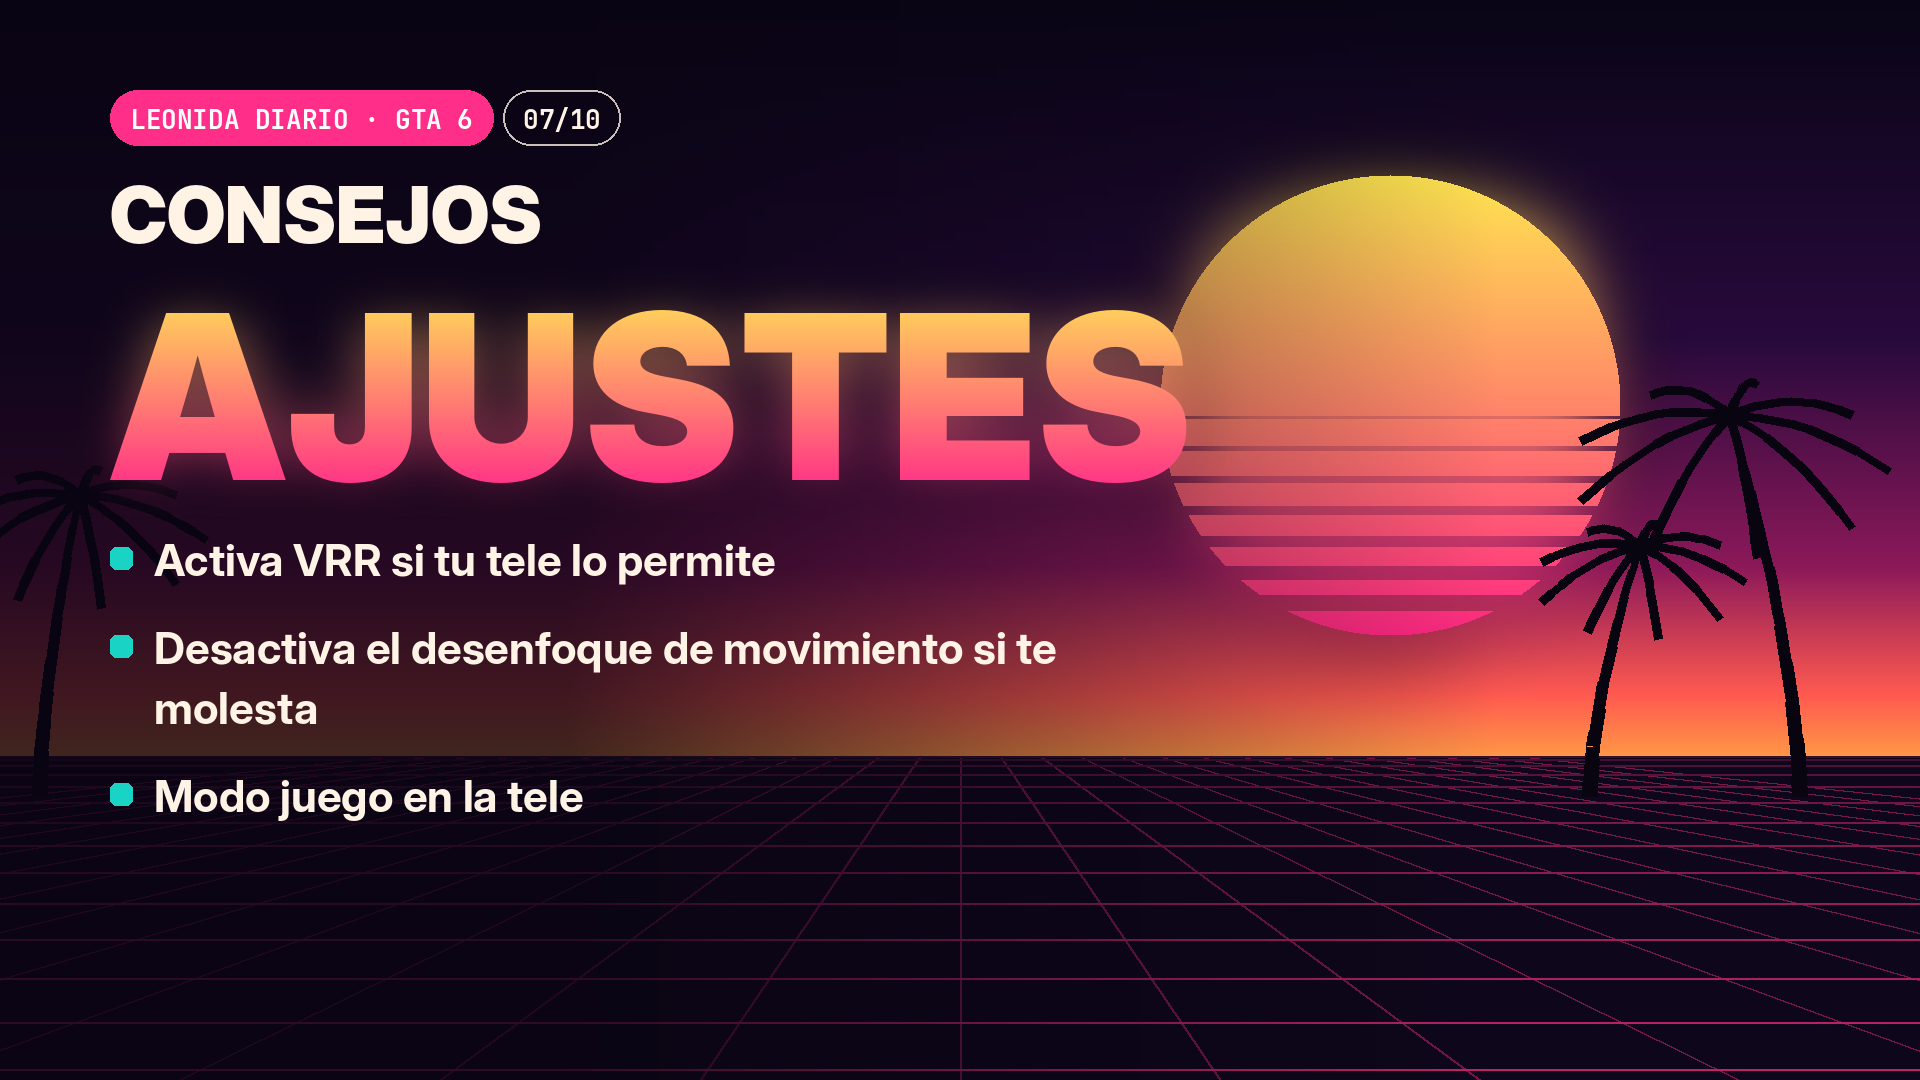 LEONIDA DIARIO · GTA 6
07/10
CONSEJOS
AJUSTES
Activa VRR si tu tele lo permite
Desactiva el desenfoque de movimiento si te
molesta
Modo juego en la tele